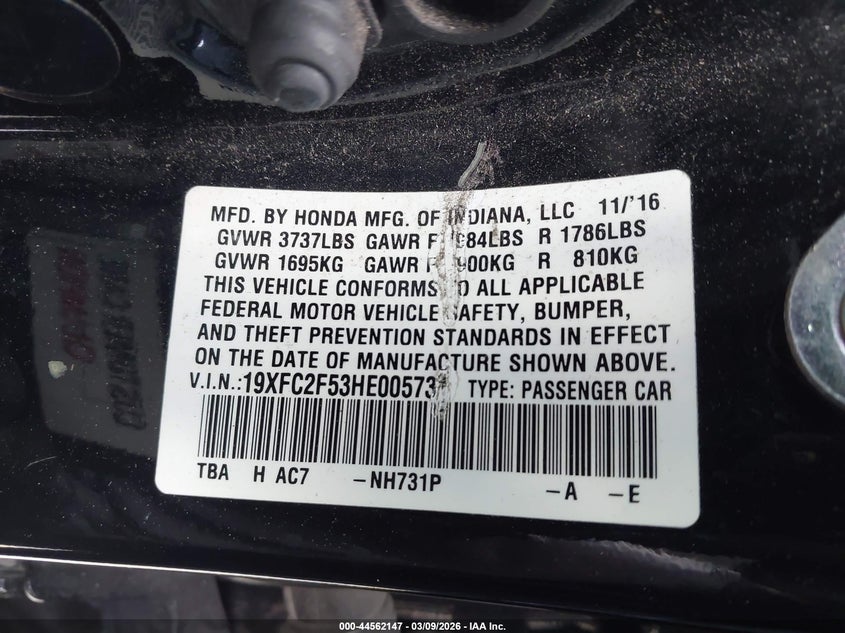 MFD. BY HONDA MFG. OF INDIANA, LLC 11/'16
GVWR 3737LBS GAWR F 84LBS R 1786LBS
GVWR 1695KG GAWR F 900KG R 810KG
THIS VEHICLE CONFORMS TO ALL APPLICABLE
FEDERAL MOTOR VEHICLE SAFETY, BUMPER,
AND THEFT PREVENTION STANDARDS IN EFFECT
ON THE DATE OF MANUFACTURE SHOWN ABOVE.
V.I.N.: TYPE: PASSENGER CAR
TBA H AC7 -NH731P -A -E
000-44562147 - 03/09/2026 - IAA Inc.